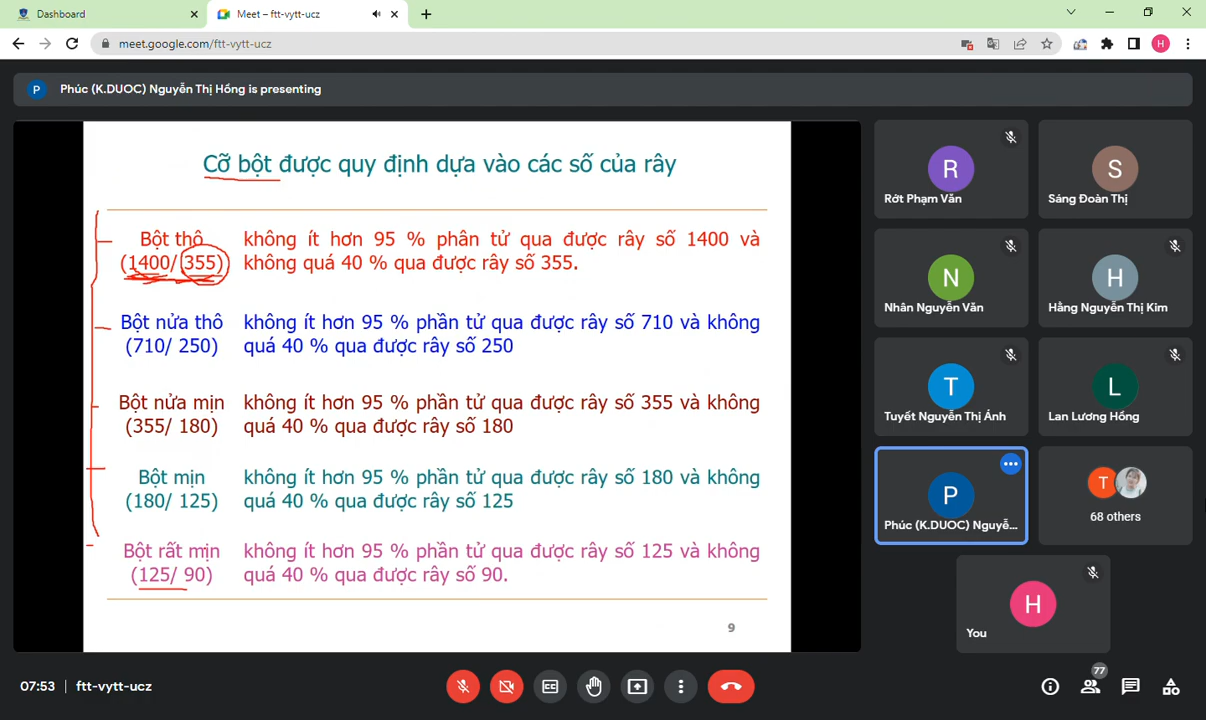 Dashboard
Meet – ftt-vytt-ucz
meet.google.com/ftt-vytt-ucz
H
P
Phúc (K.DUOC) Nguyễn Thị Hồng is presenting
Cỡ bột được quy định dựa vào các số của rây
Bột thô
(1400/ 355)
không ít hơn 95 % phân tử qua được rây số 1400 và
không quá 40 % qua được rây số 355.
Bột nửa thô
(710/ 250)
không ít hơn 95 % phần tử qua được rây số 710 và không
quá 40 % qua được rây số 250
Bột nửa mịn
(355/ 180)
không ít hơn 95 % phần tử qua được rây số 355 và không
quá 40 % qua được rây số 180
Bột mịn
(180/ 125)
không ít hơn 95 % phần tử qua được rây số 180 và không
quá 40 % qua được rây số 125
Bột rất mịn
(125/ 90)
không ít hơn 95 % phần tử qua được rây số 125 và không
quá 40 % qua được rây số 90.
9
R
Rớt Phạm Văn
S
Sáng Đoàn Thị
N
Nhân Nguyễn Văn
H
Hằng Nguyễn Thị Kim
T
Tuyết Nguyễn Thị Ánh
L
Lan Lương Hồng
P
Phúc (K.DUOC) Nguyễ...
T
68 others
H
You
07:53 | ftt-vytt-ucz
CC
77